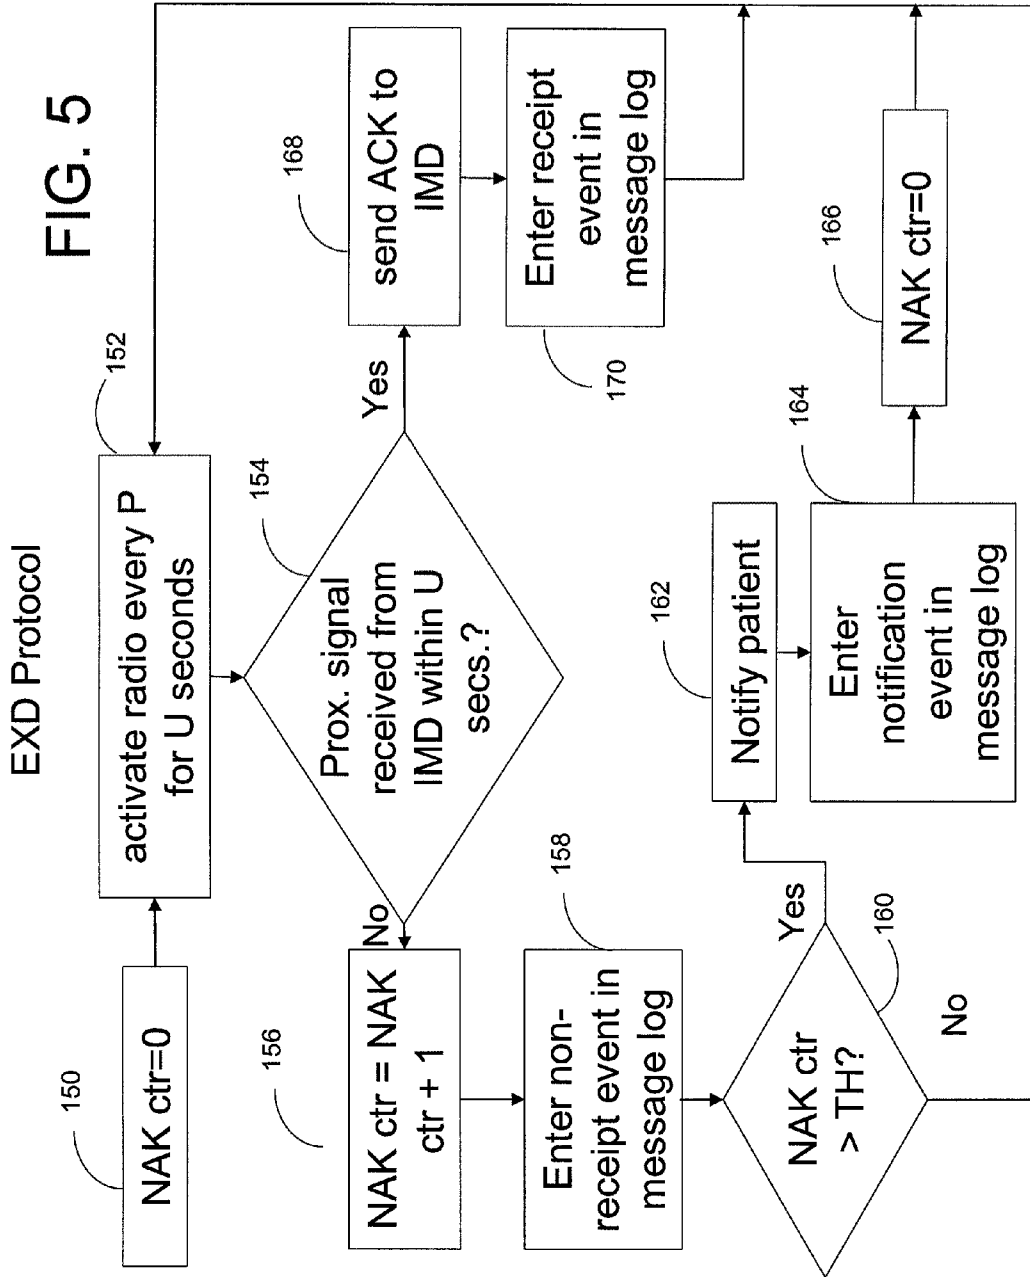 FIG. 5
EXD Protocol
150
NAK ctr=0
152
activate radio every P
for U seconds
154
Prox. signal
received from
IMD within U
secs.?
Yes
No
168
send ACK to
IMD
170
Enter receipt
event in
message log
156
NAK ctr = NAK
ctr + 1
158
Enter non-
receipt event in
message log
160
NAK ctr
> TH?
Yes
No
162
Notify patient
164
Enter
notification
event in
message log
166
NAK ctr=0